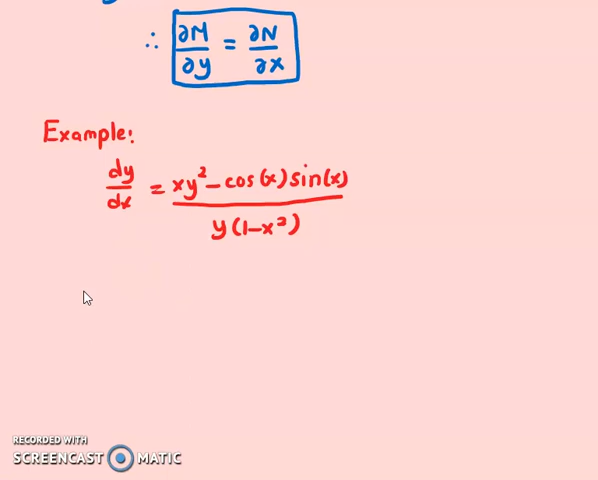 ∴ ∂M/∂y = ∂N/∂x
Example:
dy/dx = xy² - cos(x) sin(x) / y(1-x²)
RECORDED WITH
SCREENCAST MATIC